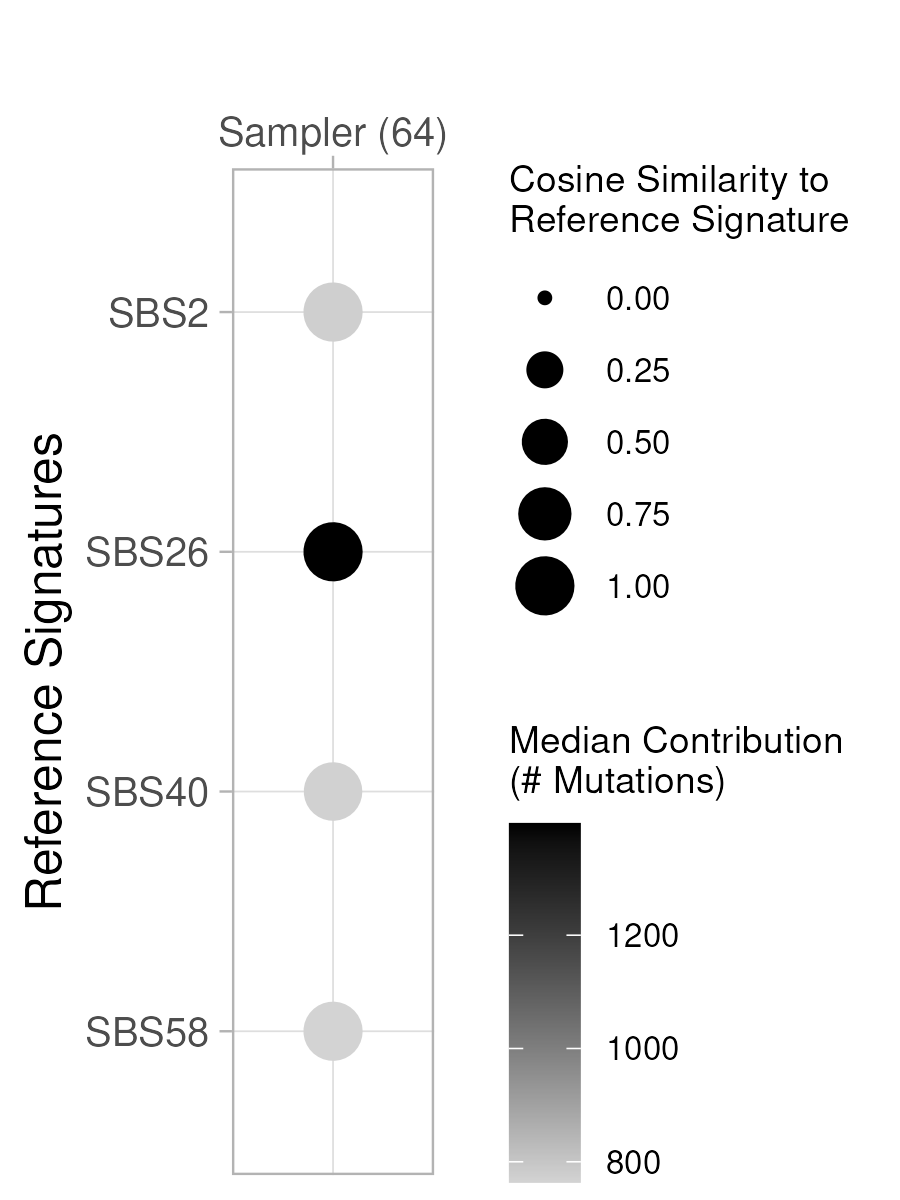 Sampler (64)
SBS2
SBS26
SBS40
SBS58
Reference Signatures
Cosine Similarity to
Reference Signature
0.00
0.25
0.50
0.75
1.00
Median Contribution
(# Mutations)
1200
1000
800